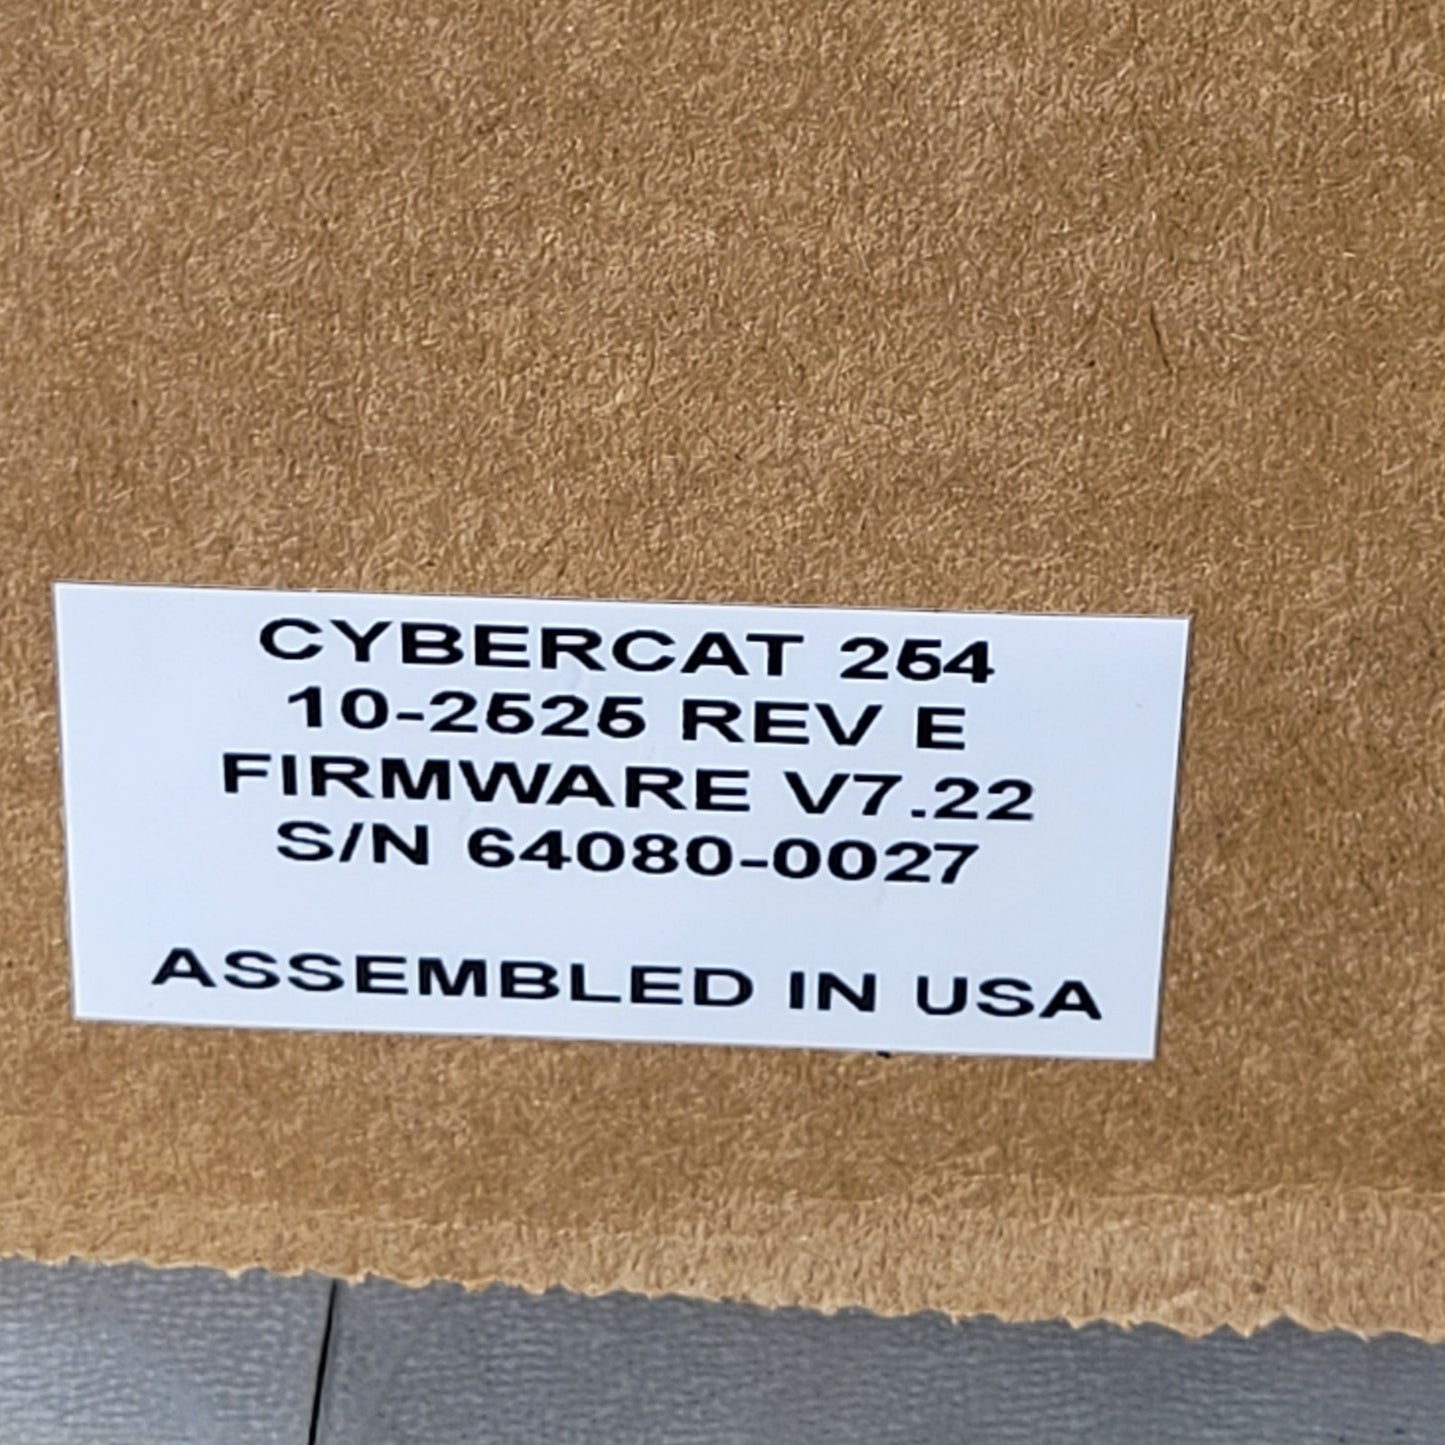 CYBERCAT 254
10-2525 REV E
FIRMWARE V7.22
S/N 64080-0027
ASSEMBLED IN USA